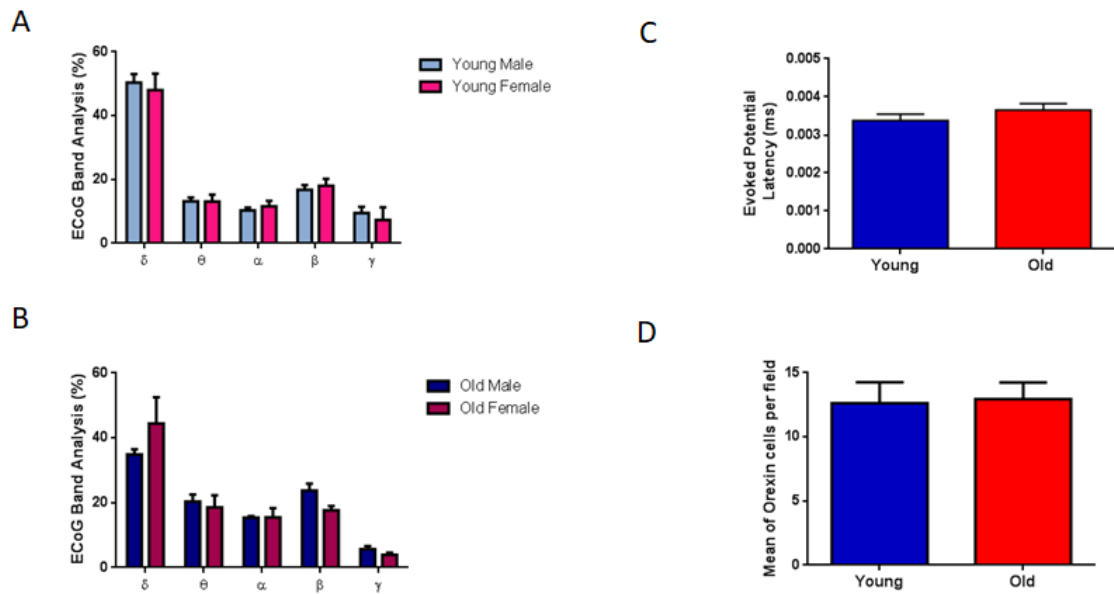 A
ECoG Band Analysis (%)
60
40
20
0
δ θ α β γ
Young Male
Young Female
B
ECoG Band Analysis (%)
60
40
20
0
δ θ α β γ
Old Male
Old Female
C
Evoked Potential
Latency (ms)
0.005
0.004
0.003
0.002
0.001
0.000
Young Old
D
Mean of Orexin cells per field
15
10
5
0
Young Old